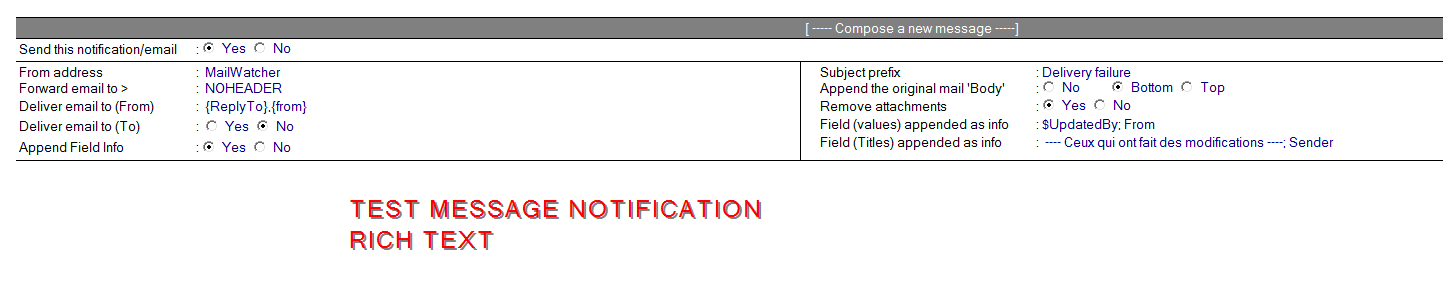 [ ----- Compose a new message -----]
Send this notification/email : Yes No
From address : MailWatcher
Forward email to > : NOHEADER
Deliver email to (From) : {ReplyTo},{from}
Deliver email to (To) : Yes No
Append Field Info : Yes No
Subject prefix : Delivery failure
Append the original mail 'Body' : No Bottom Top
Remove attachments : Yes No
Field (values) appended as info : $UpdatedBy; From
Field (Titles) appended as info : ---- Ceux qui ont fait des modifications ----; Sender
TEST MESSAGE NOTIFICATION
RICH TEXT